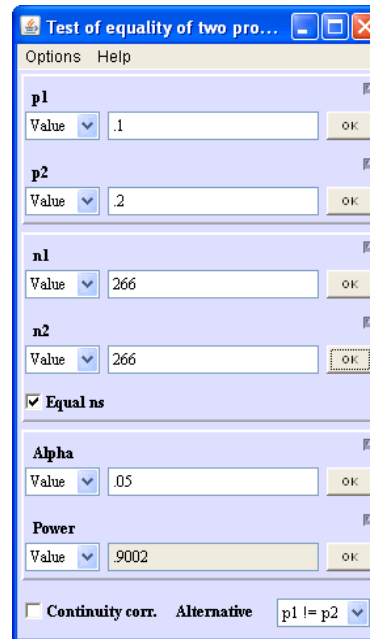 Test of equality of two pro...
Options Help
p1
Value .1 OK
p2
Value .2 OK
n1
Value 266 OK
n2
Value 266 OK
Equal ns
Alpha
Value .05 OK
Power
Value .9002 OK
Continuity corr. Alternative p1 != p2